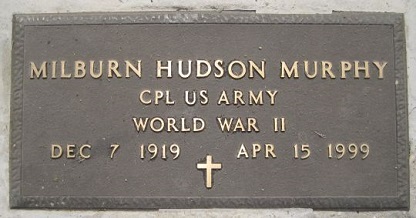 MILBURN HUDSON MURPHY
CPL US ARMY
WORLD WAR II
DEC 7 1919 APR 15 1999